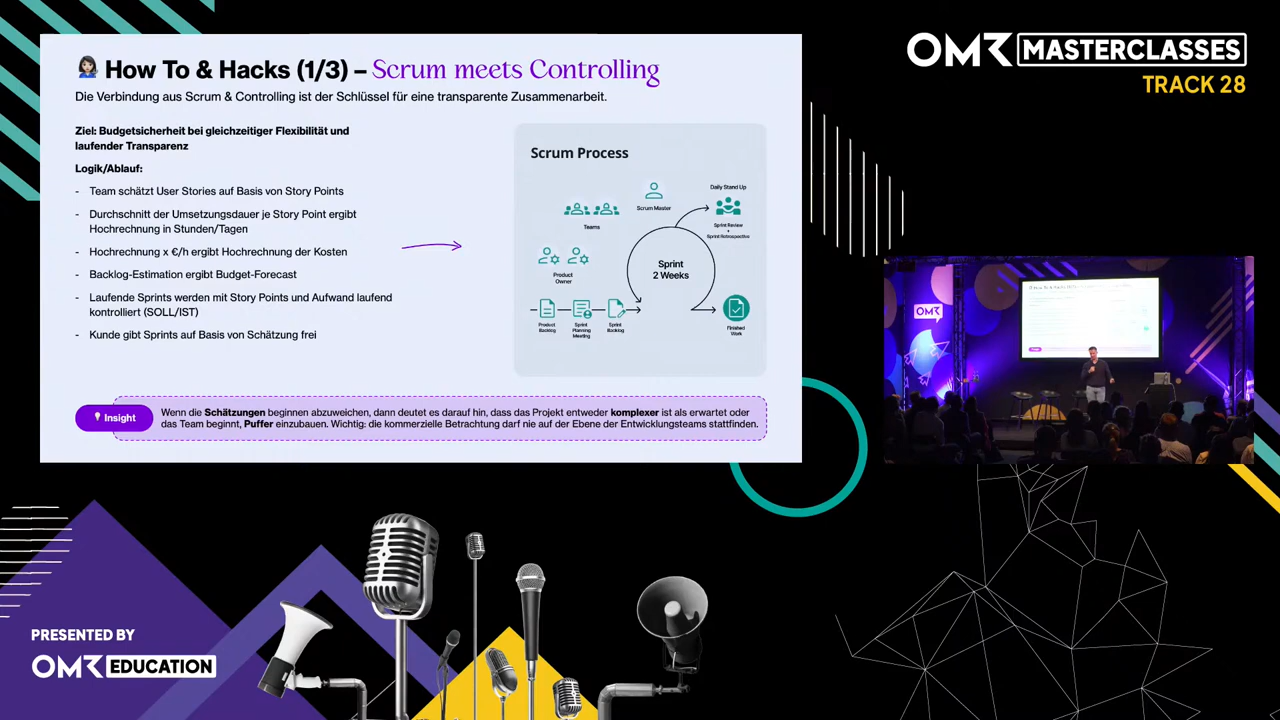 OMR MASTERCLASSES
TRACK 28
How To & Hacks (1/3) – Scrum meets Controlling
Die Verbindung aus Scrum & Controlling ist der Schlüssel für eine transparente Zusammenarbeit.
Ziel: Budgetsicherheit bei gleichzeitiger Flexibilität und
laufender Transparenz
Logik/Ablauf:
- Team schätzt User Stories auf Basis von Story Points
- Durchschnitt der Umsetzungsdauer je Story Point ergibt
Hochrechnung in Stunden/Tagen
- Hochrechnung x €/h ergibt Hochrechnung der Kosten
- Backlog-Estimation ergibt Budget-Forecast
- Laufende Sprints werden mit Story Points und Aufwand laufend
kontrolliert (SOLL/IST)
- Kunde gibt Sprints auf Basis von Schätzung frei
Scrum Process
Teams
Scrum Master
Daily Stand Up
Sprint Review
+
Sprint Retrospective
Product
Owner
Sprint
2 Weeks
Product
Backlog
Sprint
Planning
Meeting
Sprint
Backlog
Finished
Work
Insight
Wenn die Schätzungen beginnen abzuweichen, dann deutet es darauf hin, dass das Projekt entweder komplexer ist als erwartet oder
das Team beginnt, Puffer einzubauen. Wichtig: die kommerzielle Betrachtung darf nie auf der Ebene der Entwicklungsteams stattfinden.
OMR
PRESENTED BY
OMR EDUCATION